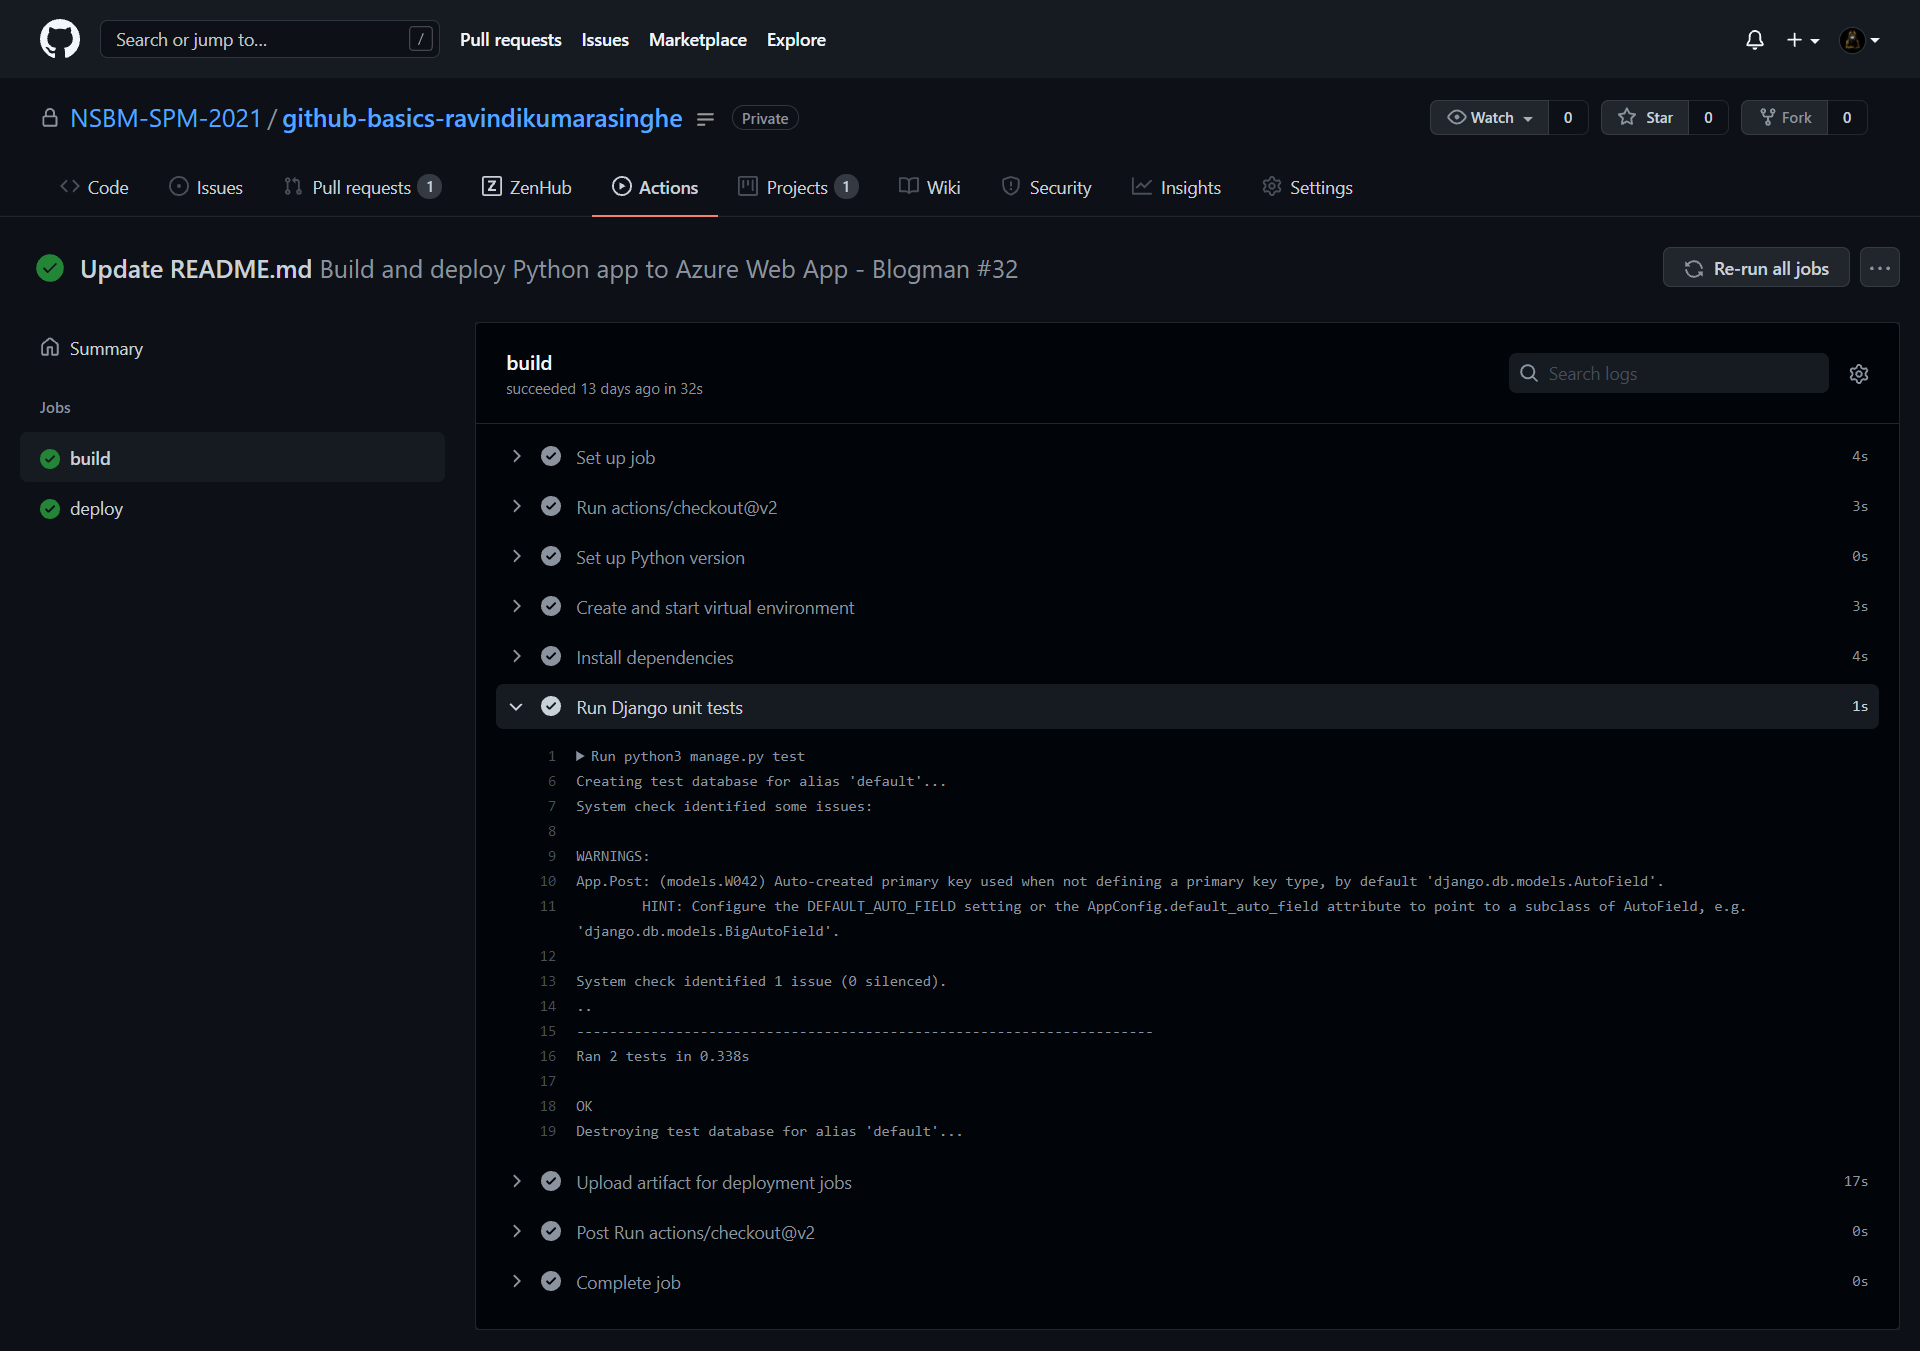 Search or jump to... /
Pull requests Issues Marketplace Explore
NSBM-SPM-2021 / github-basics-ravindikumarasinghe Private
Watch 0 Star 0 Fork 0
Code Issues Pull requests 1 ZenHub Actions Projects 1 Wiki Security Insights Settings
Update README.md Build and deploy Python app to Azure Web App - Blogman #32
Re-run all jobs
Summary
Jobs
build
deploy
build
succeeded 13 days ago in 32s
Search logs
Set up job 4s
Run actions/checkout@v2 3s
Set up Python version 0s
Create and start virtual environment 3s
Install dependencies 4s
Run Django unit tests 1s
1 Run python3 manage.py test
6 Creating test database for alias 'default'...
7 System check identified some issues:
8
9 WARNINGS:
10 App.Post: (models.W042) Auto-created primary key used when not defining a primary key type, by default 'django.db.models.AutoField'.
11 HINT: Configure the DEFAULT_AUTO_FIELD setting or the AppConfig.default_auto_field attribute to point to a subclass of AutoField, e.g.
'django.db.models.BigAutoField'.
12
13 System check identified 1 issue (0 silenced).
14 ..
15 ----------------------------------------------------------------------
16 Ran 2 tests in 0.338s
17
18 OK
19 Destroying test database for alias 'default'...
Upload artifact for deployment jobs 17s
Post Run actions/checkout@v2 0s
Complete job 0s